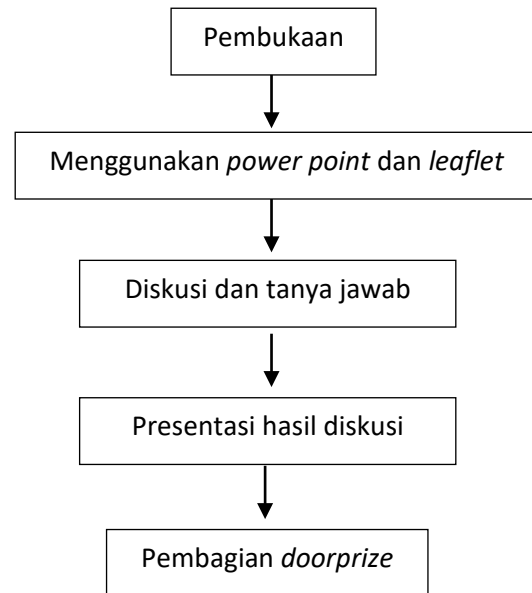 Pembukaan
Menggunakan power point dan leaflet
Diskusi dan tanya jawab
Presentasi hasil diskusi
Pembagian doorprize